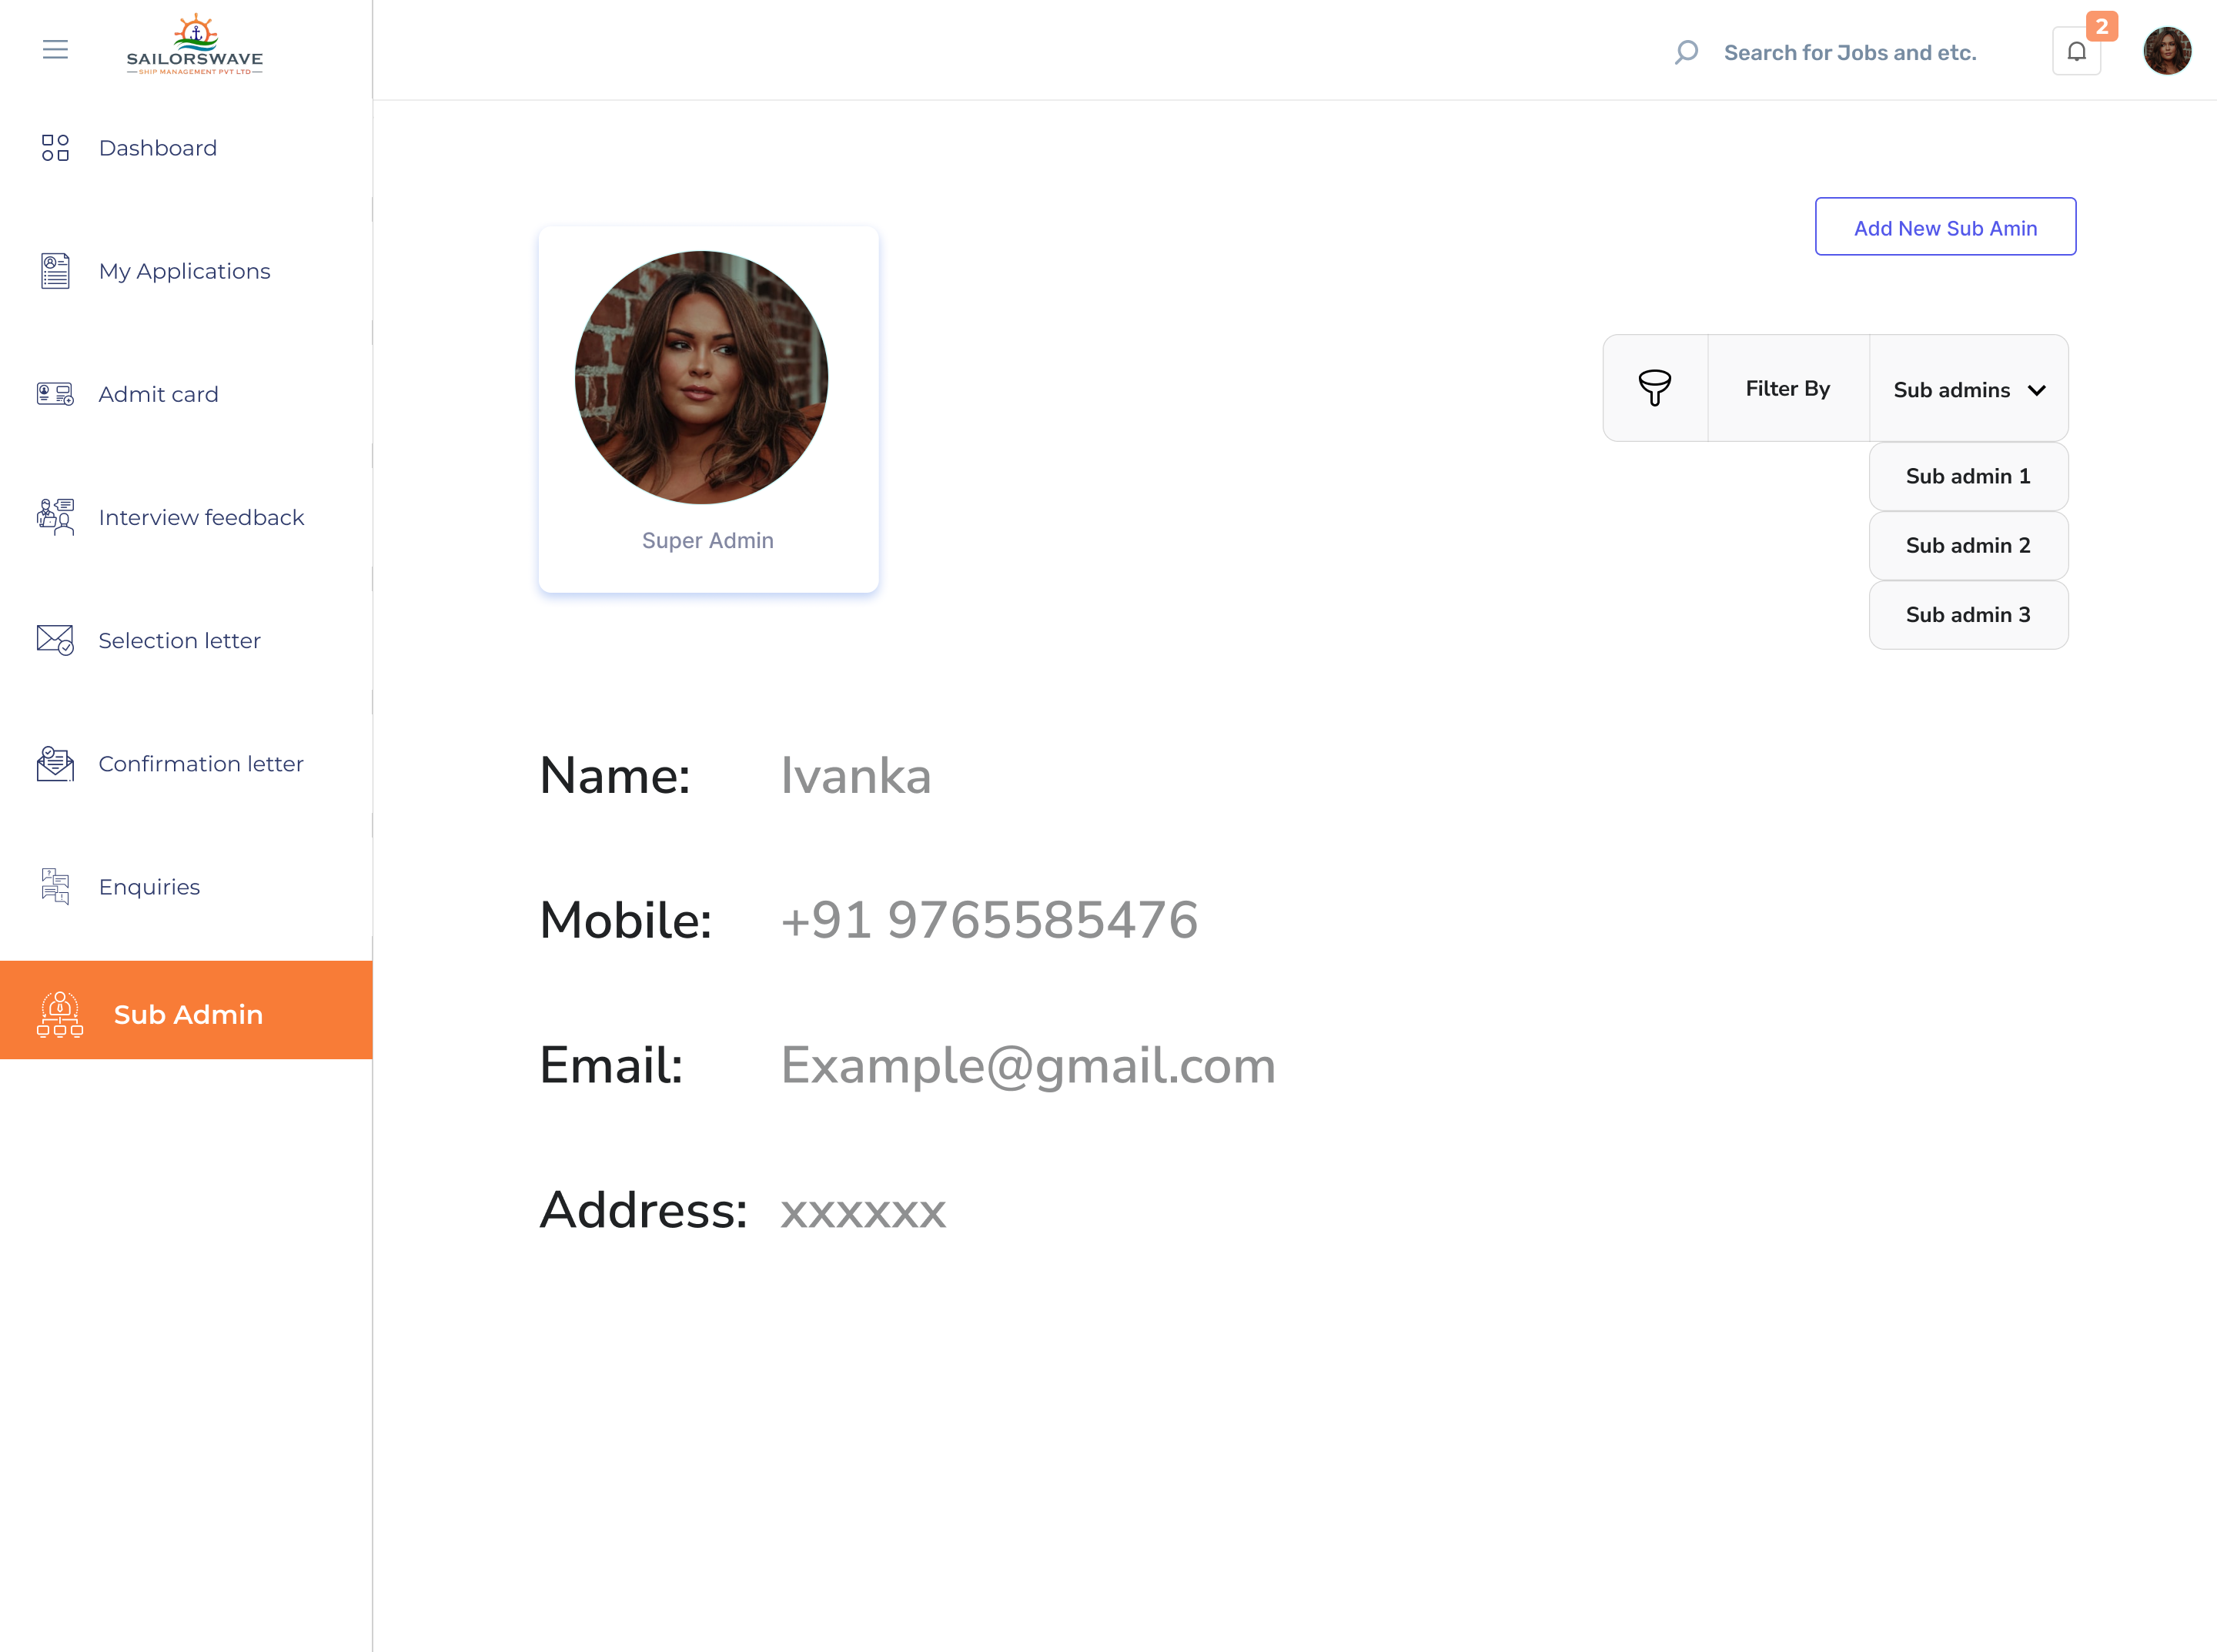 SAILORSWAVE
SHIP MANAGEMENT PVT LTD
Search for Jobs and etc.
2
Dashboard
My Applications
Admit card
Interview feedback
Selection letter
Confirmation letter
Enquiries
Sub Admin
Add New Sub Amin
Super Admin
Filter By
Sub admins
Sub admin 1
Sub admin 2
Sub admin 3
Name: Ivanka
Mobile: +91 9765585476
Email: Example@gmail.com
Address: xxxxxx